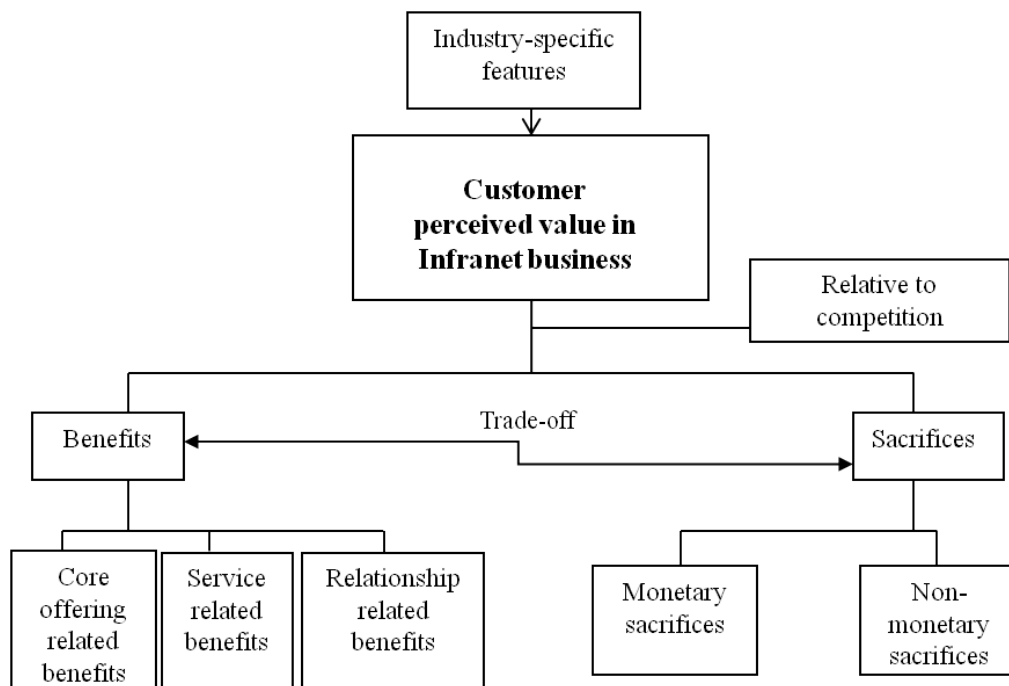 Industry-specific
features
Customer
perceived value in
Infranet business
Relative to
competition
Benefits
Trade-off
Sacrifices
Core
offering
related
benefits
Service
related
benefits
Relationship
related
benefits
Monetary
sacrifices
Non-
monetary
sacrifices